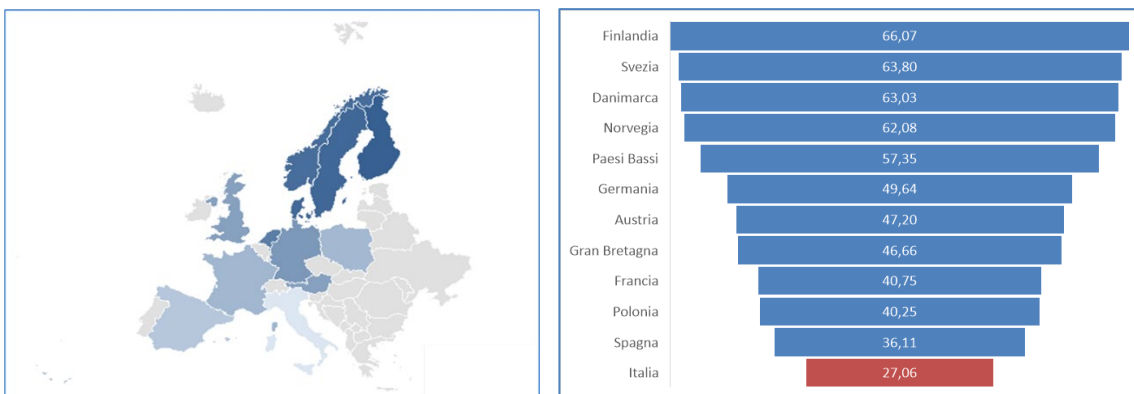 Finlandia 66,07
Svezia 63,80
Danimarca 63,03
Norvegia 62,08
Paesi Bassi 57,35
Germania 49,64
Austria 47,20
Gran Bretagna 46,66
Francia 40,75
Polonia 40,25
Spagna 36,11
Italia 27,06